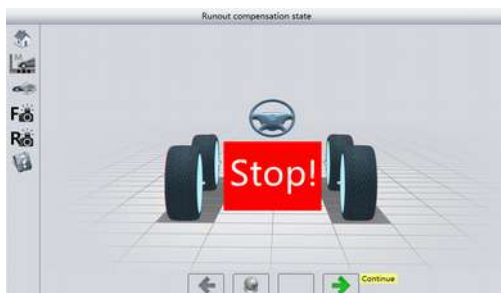 Runout compensation state
M
F
R
Stop!
Continue